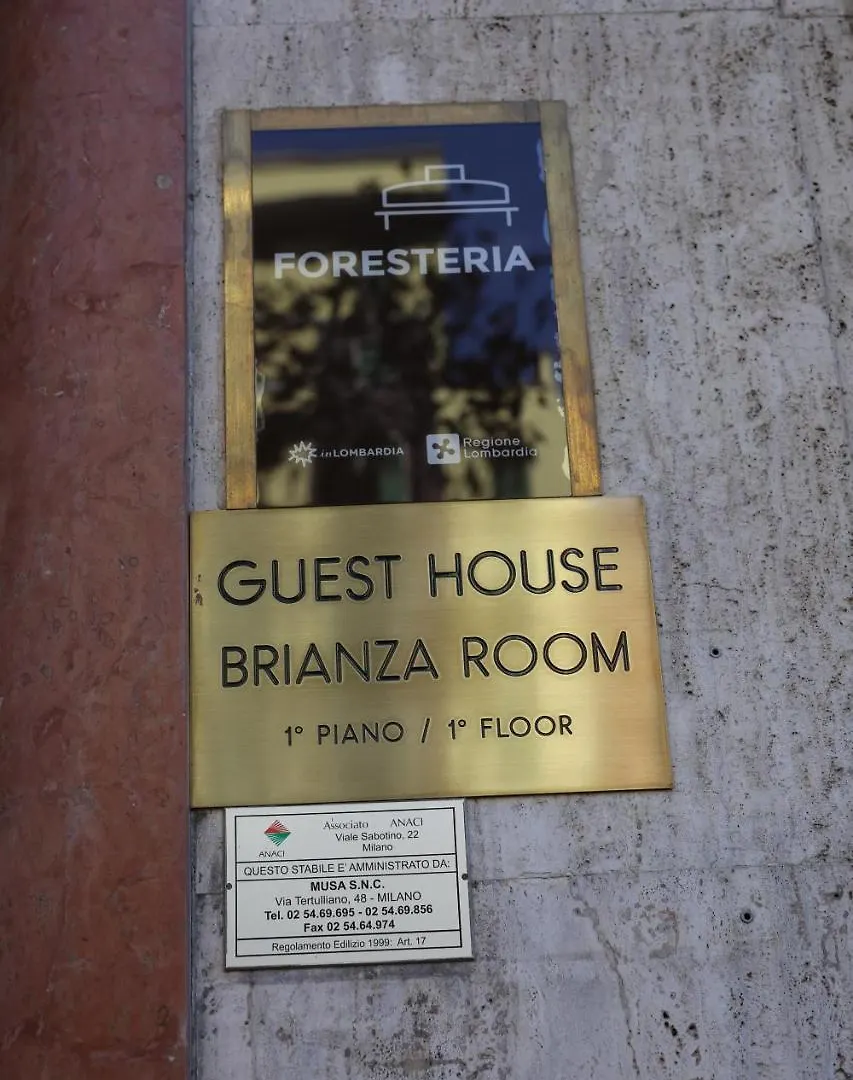 FORESTERIA
inLOMBARDIA
Regione
Lombardia
GUEST HOUSE
BRIANZA ROOM
1° PIANO / 1° FLOOR
ANACI
Associato ANACI
Viale Sabotino, 22
Milano
QUESTO STABILE E' AMMINISTRATO DA:
MUSA S.N.C.
Via Tertulliano, 48 - MILANO
Tel. 02 54.69.695 - 02 54.69.856
Fax 02 54.64.974
Regolamento Edilizio 1999: Art. 17